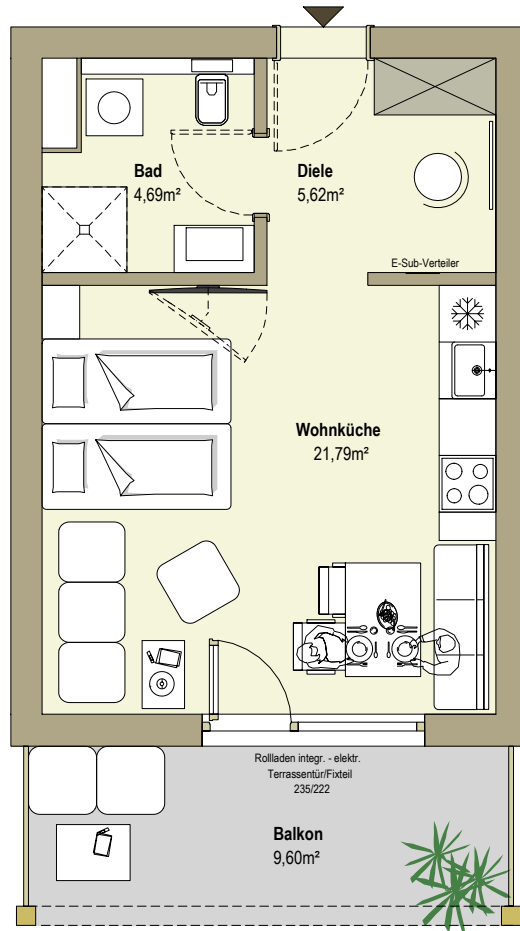 Bad
4,69m²
Diele
5,62m²
E-Sub-Verteiler
Wohnküche
21,79m²
Rollladen integr. - elektr.
Terrassentür/Fixteil
235/222
Balkon
9,60m²